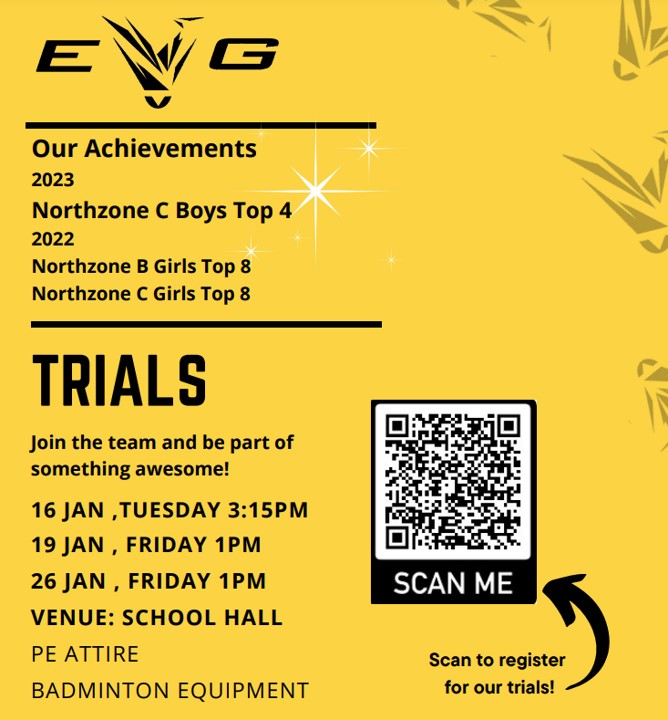 EVG
Our Achievements
2023
Northzone C Boys Top 4
2022
Northzone B Girls Top 8
Northzone C Girls Top 8
TRIALS
Join the team and be part of
something awesome!
16 JAN ,TUESDAY 3:15PM
19 JAN , FRIDAY 1PM
26 JAN , FRIDAY 1PM
VENUE: SCHOOL HALL
PE ATTIRE
BADMINTON EQUIPMENT
SCAN ME
Scan to register
for our trials!